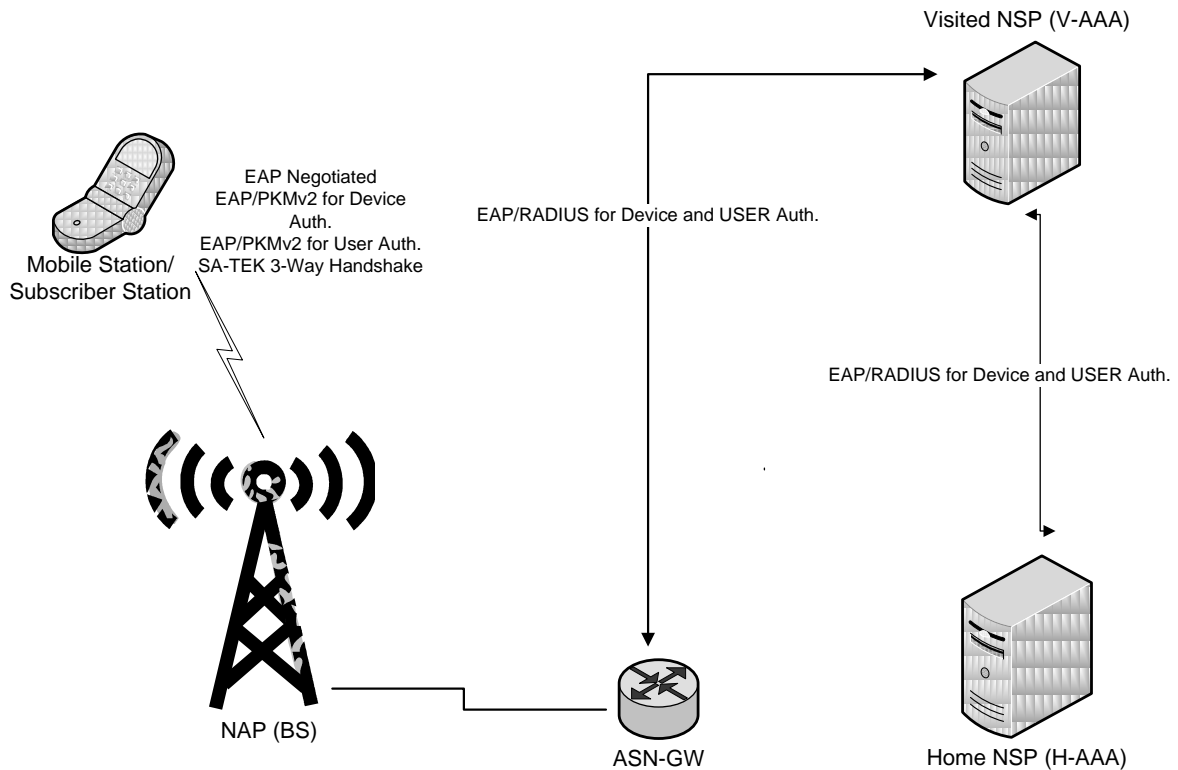 Visited NSP (V-AAA)
EAP Negotiated
EAP/PKMv2 for Device
Auth.
EAP/PKMv2 for User Auth.
SA-TEK 3-Way Handshake
Mobile Station/
Subscriber Station
EAP/RADIUS for Device and USER Auth.
EAP/RADIUS for Device and USER Auth.
NAP (BS)
ASN-GW
Home NSP (H-AAA)